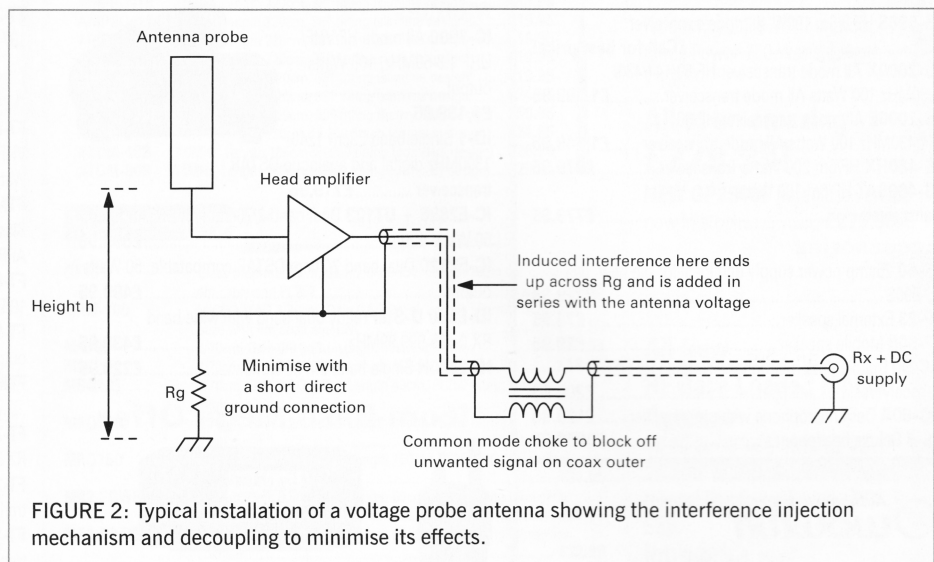 Antenna probe
Head amplifier
Height h
Rg
Minimise with
a short direct
ground connection
Induced interference here ends
up across Rg and is added in
series with the antenna voltage
Rx + DC
supply
Common mode choke to block off
unwanted signal on coax outer
FIGURE 2: Typical installation of a voltage probe antenna showing the interference injection
mechanism and decoupling to minimise its effects.